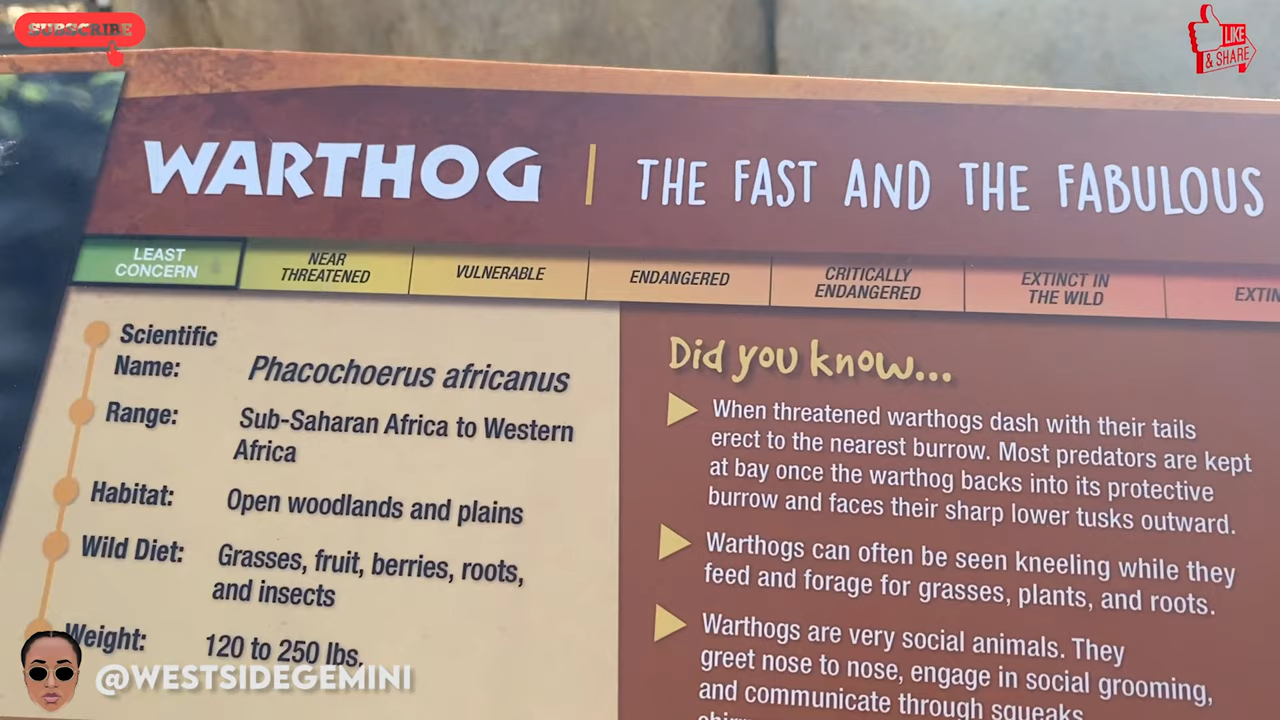 SUBSCRIBE
LIKE
& SHARE
WARTHOG | THE FAST AND THE FABULOUS
LEAST
CONCERN
NEAR
THREATENED
VULNERABLE
ENDANGERED
CRITICALLY
ENDANGERED
EXTINCT IN
THE WILD
EXTIN
Scientific
Name: Phacochoerus africanus
Range: Sub-Saharan Africa to Western
Africa
Habitat: Open woodlands and plains
Wild Diet: Grasses, fruit, berries, roots,
and insects
Weight: 120 to 250 lbs.
Did you know...
When threatened warthogs dash with their tails
erect to the nearest burrow. Most predators are kept
at bay once the warthog backs into its protective
burrow and faces their sharp lower tusks outward.
Warthogs can often be seen kneeling while they
feed and forage for grasses, plants, and roots.
Warthogs are very social animals. They
greet nose to nose, engage in social grooming,
and communicate through squeaks,
@WESTSIDEGEMINI